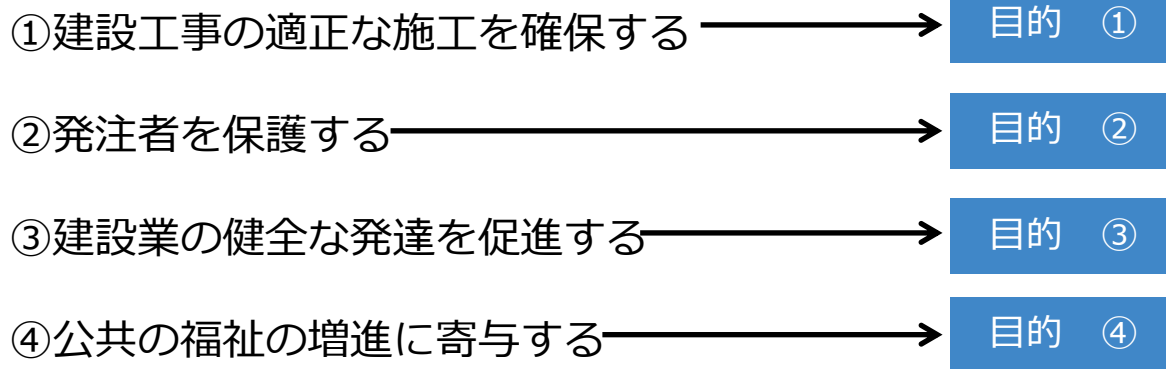 ①建設工事の適正な施工を確保する 目的 ①
②発注者を保護する 目的 ②
③建設業の健全な発達を促進する 目的 ③
④公共の福祉の増進に寄与する 目的 ④